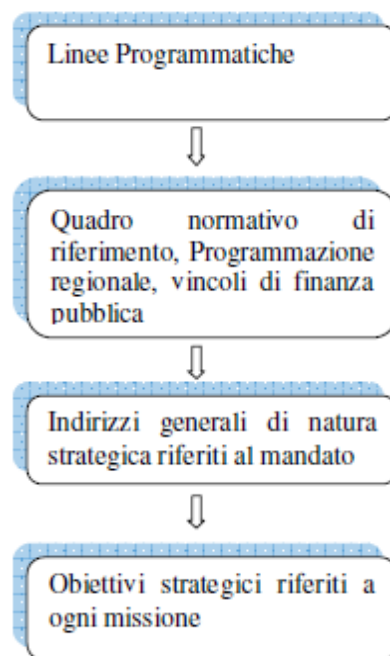 Linee Programmatiche
Quadro normativo di
riferimento, Programmazione
regionale, vincoli di finanza
pubblica
Indirizzi generali di natura
strategica riferiti al mandato
Obiettivi strategici riferiti a
ogni missione